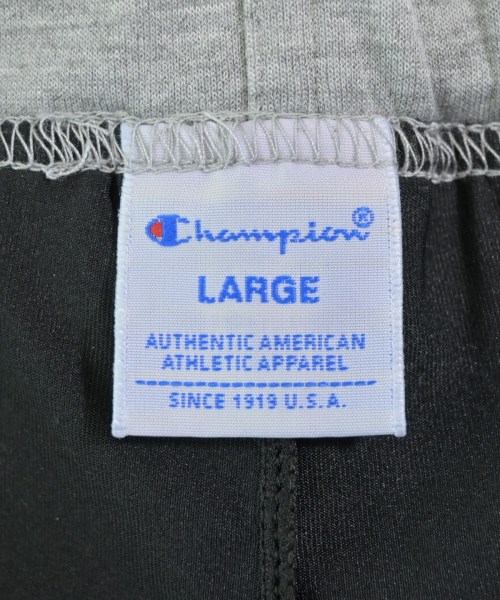 Champion®
LARGE
AUTHENTIC AMERICAN
ATHLETIC APPAREL
SINCE 1919 U.S.A.